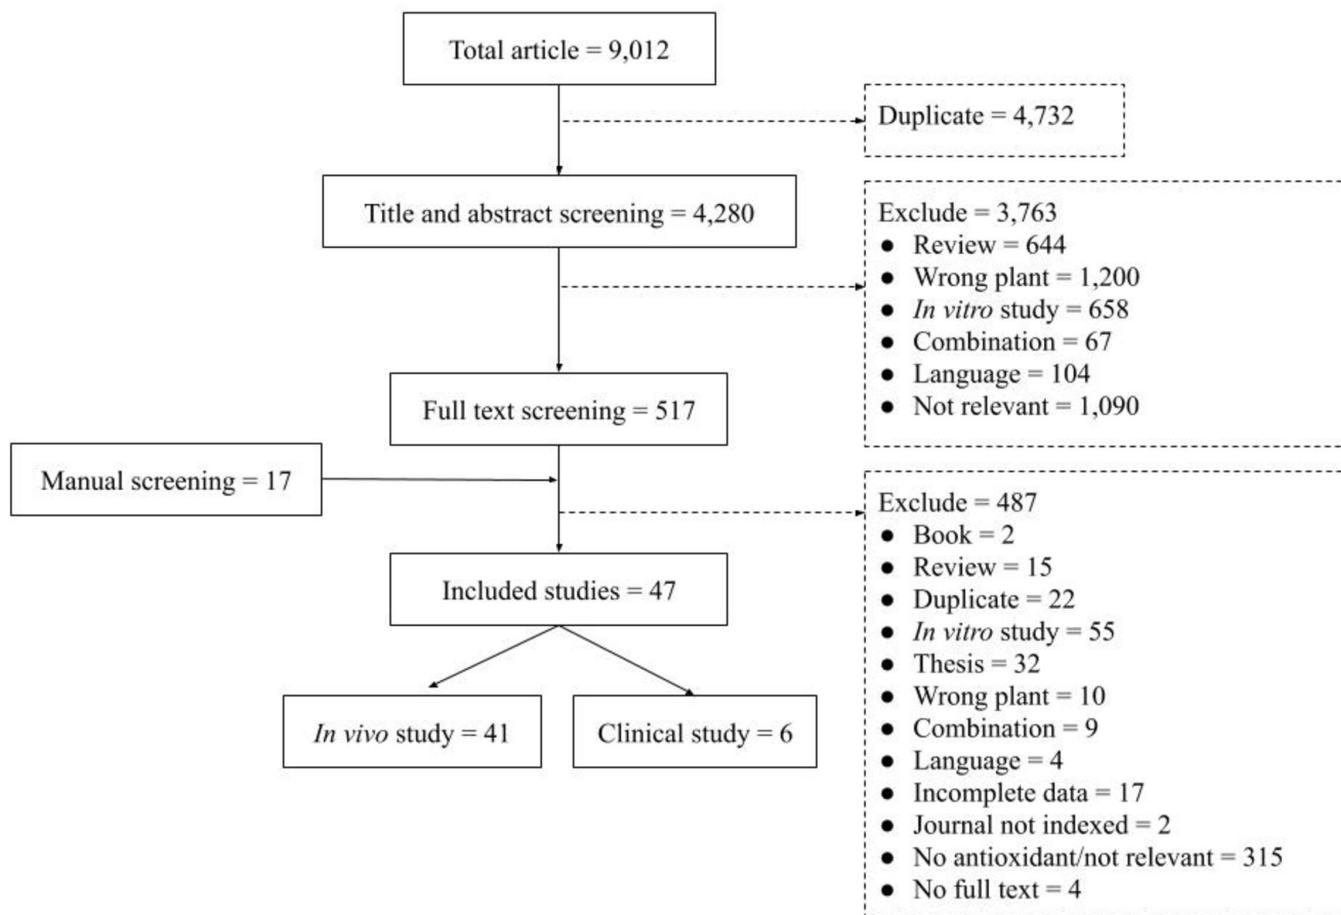 Total article = 9,012
Duplicate = 4,732
Title and abstract screening = 4,280
Exclude = 3,763
● Review = 644
● Wrong plant = 1,200
● In vitro study = 658
● Combination = 67
● Language = 104
● Not relevant = 1,090
Full text screening = 517
Manual screening = 17
Exclude = 487
● Book = 2
● Review = 15
● Duplicate = 22
● In vitro study = 55
● Thesis = 32
● Wrong plant = 10
● Combination = 9
● Language = 4
● Incomplete data = 17
● Journal not indexed = 2
● No antioxidant/not relevant = 315
● No full text = 4
Included studies = 47
In vivo study = 41
Clinical study = 6